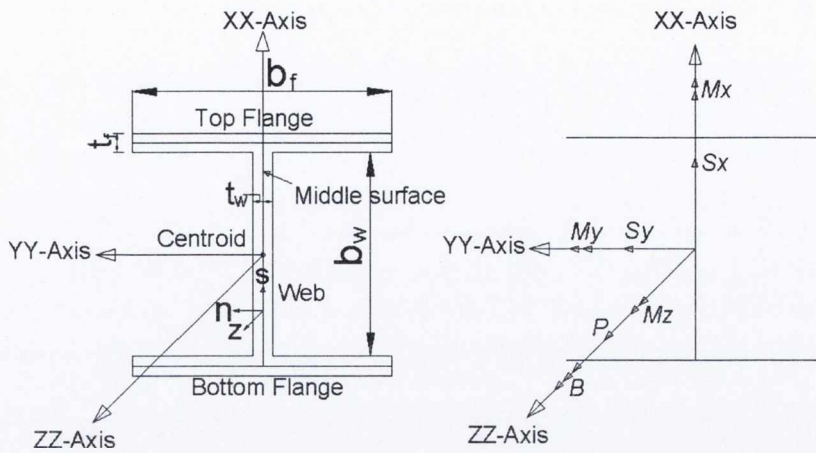 XX-Axis
b_f
Top Flange
t_f
t_w
Middle surface
YY-Axis
Centroid
b_w
s
Web
n
z
Bottom Flange
ZZ-Axis
XX-Axis
Mx
Sx
YY-Axis
My
Sy
P
Mz
B
ZZ-Axis